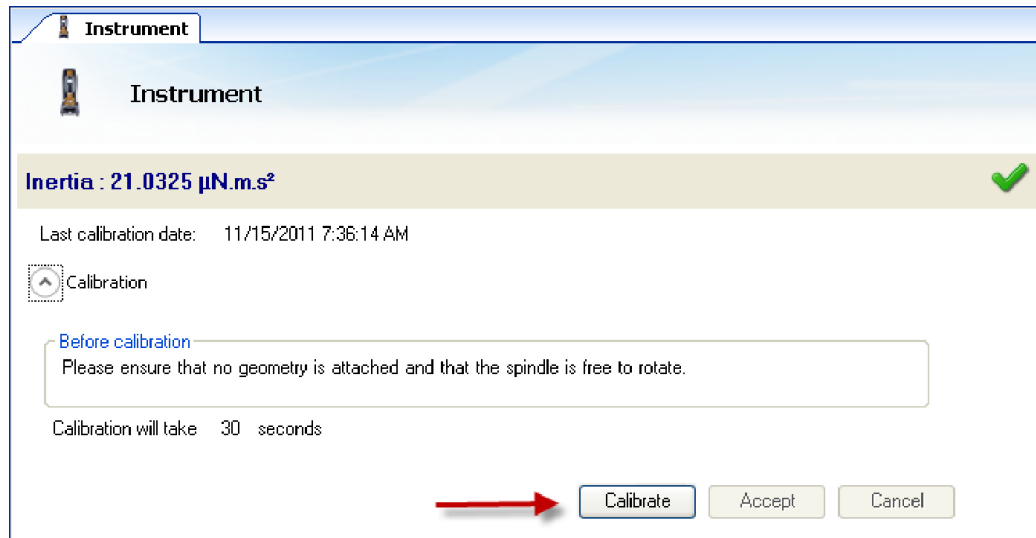 Instrument
Instrument
Inertia : 21.0325 µN.m.s²
Last calibration date: 11/15/2011 7:36:14 AM
Calibration
Before calibration
Please ensure that no geometry is attached and that the spindle is free to rotate.
Calibration will take 30 seconds
Calibrate Accept Cancel